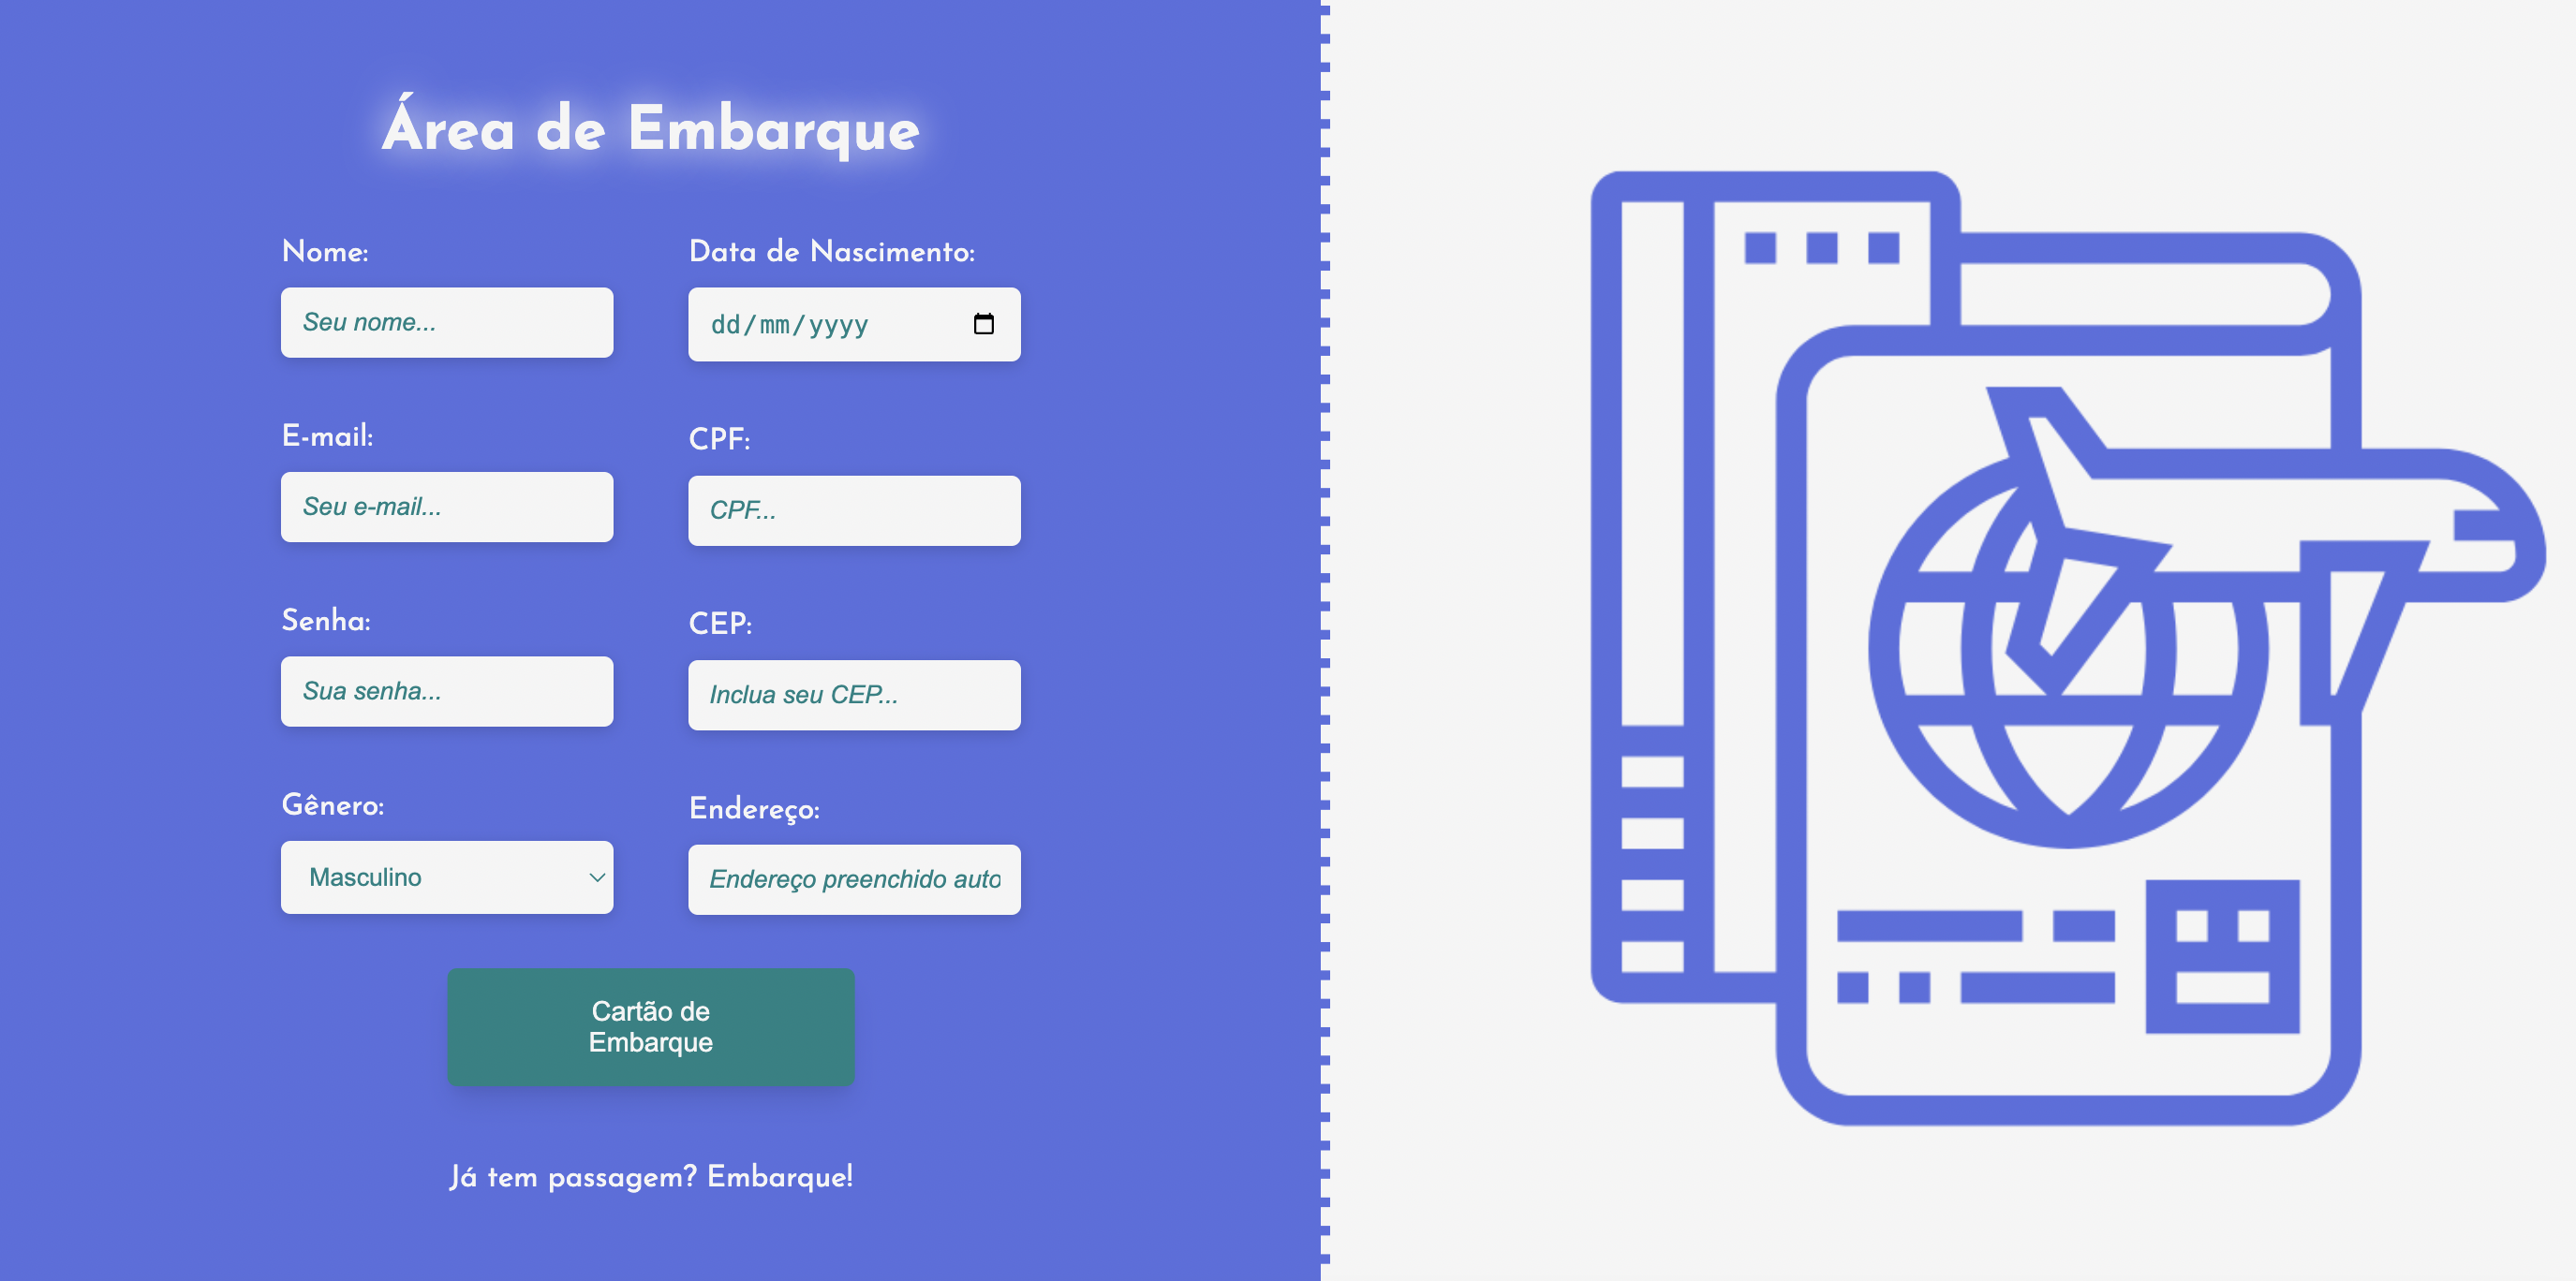 Área de Embarque
Nome:
Seu nome...
Data de Nascimento:
dd/mm/yyyy
E-mail:
Seu e-mail...
CPF:
CPF...
Senha:
Sua senha...
CEP:
Inclua seu CEP...
Gênero:
Masculino
Endereço:
Endereço preenchido auto
Cartão de
Embarque
Já tem passagem? Embarque!